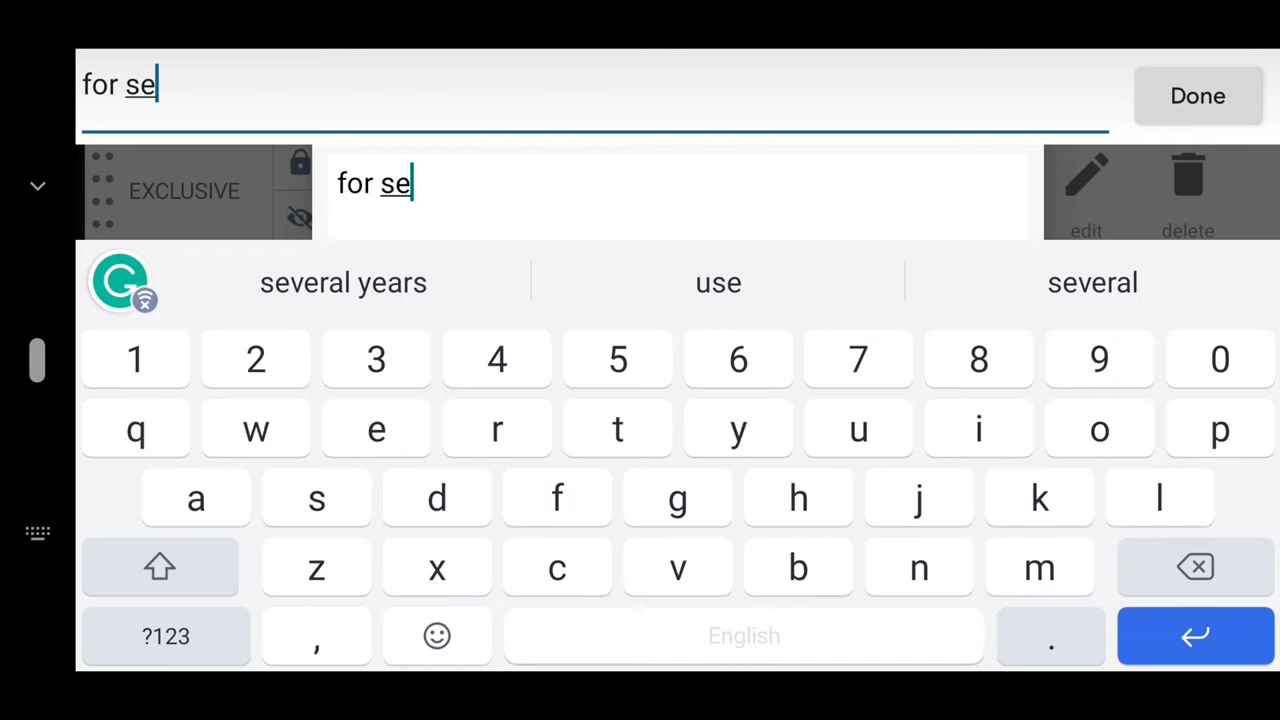 for se
Done
EXCLUSIVE
for se
edit
delete
several years
use
several
1 2 3 4 5 6 7 8 9 0
q w e r t y u i o p
a s d f g h j k l
z x c v b n m
?123 , English .